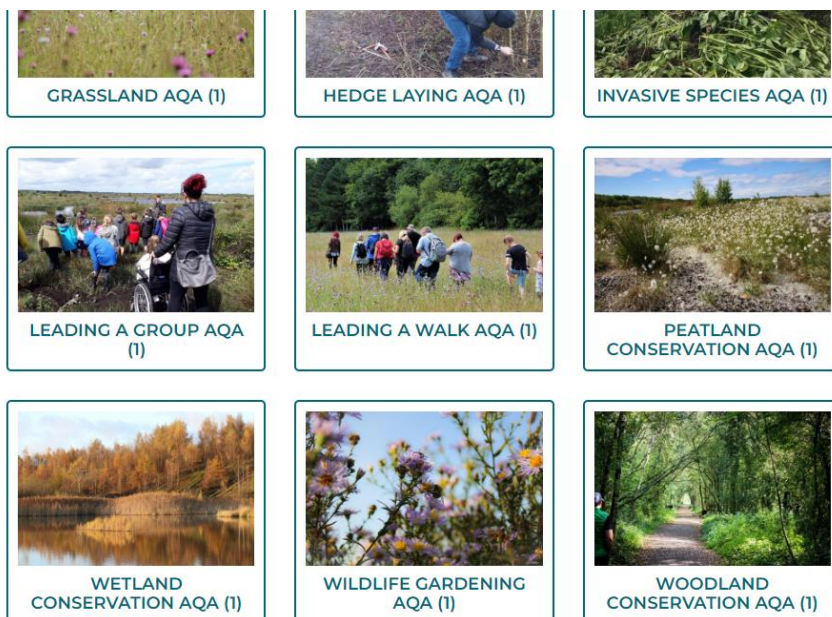 GRASSLAND AQA (1)
HEDGE LAYING AQA (1)
INVASIVE SPECIES AQA (1)
LEADING A GROUP AQA
(1)
LEADING A WALK AQA (1)
PEATLAND
CONSERVATION AQA (1)
WETLAND
CONSERVATION AQA (1)
WILDLIFE GARDENING
AQA (1)
WOODLAND
CONSERVATION AQA (1)